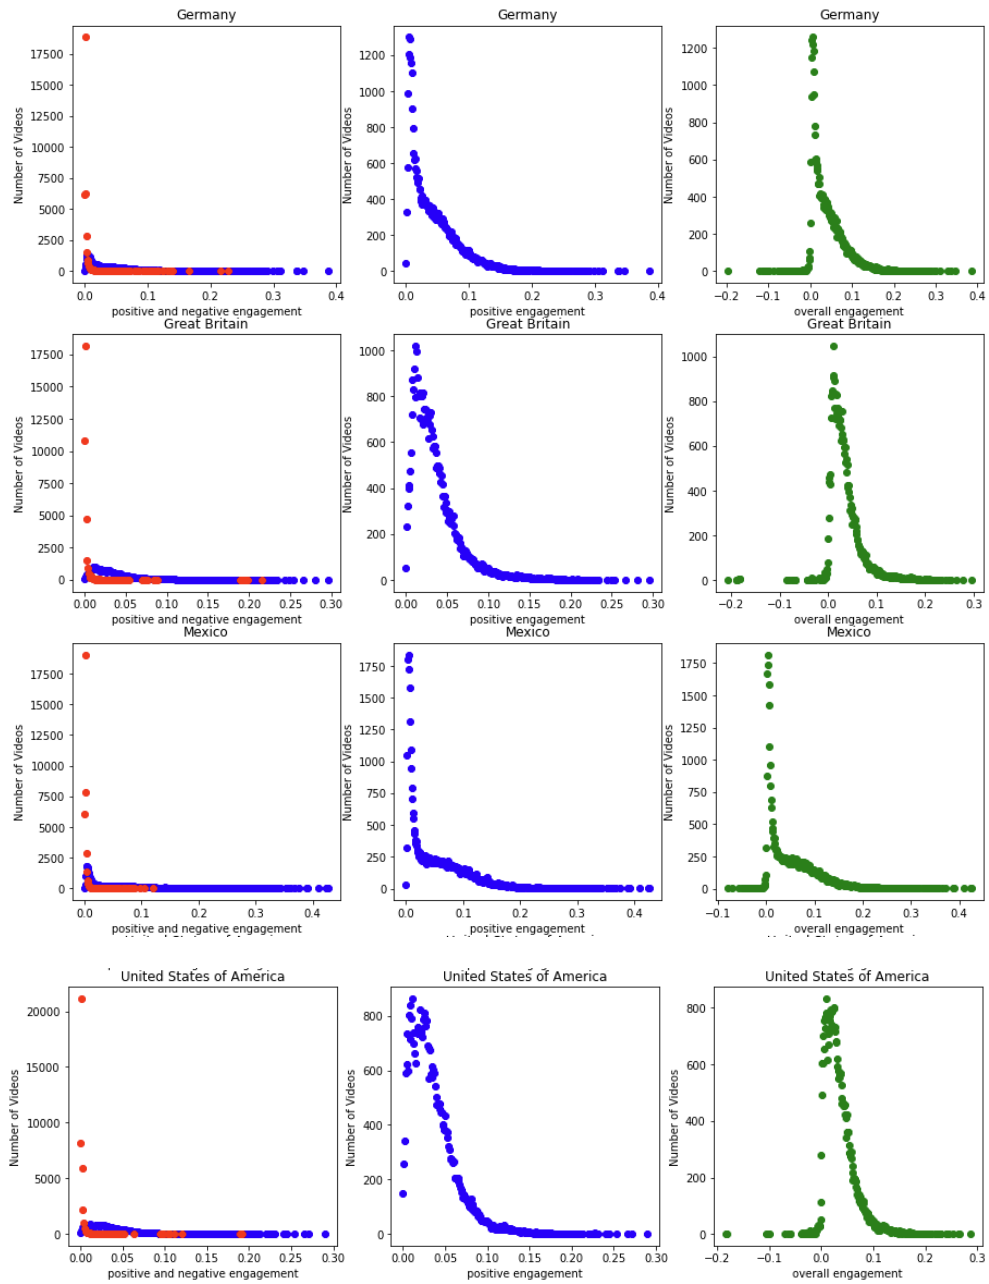 Germany Germany Germany
17500 1200 1200
15000 1000 1000
12500 800 800
10000 600 600
7500 400 400
5000 200 200
2500 0 0
0
Number of Videos Number of Videos Number of Videos
0.0 0.1 0.2 0.3 0.4 0.0 0.1 0.2 0.3 0.4 −0.2 −0.1 0.0 0.1 0.2 0.3 0.4
positive and negative engagement positive engagement overall engagement
Great Britain Great Britain Great Britain
17500 1000 1000
15000 800 800
12500 600 600
10000 400 400
7500 200 200
5000 0 0
2500
0
Number of Videos Number of Videos Number of Videos
0.00 0.05 0.10 0.15 0.20 0.25 0.30 0.00 0.05 0.10 0.15 0.20 0.25 0.30 −0.2 −0.1 0.0 0.1 0.2 0.3
positive and negative engagement positive engagement overall engagement
Mexico Mexico Mexico
17500 1750 1750
15000 1500 1500
12500 1250 1250
10000 1000 1000
7500 750 750
5000 500 500
2500 250 250
0 0 0
Number of Videos Number of Videos Number of Videos
0.0 0.1 0.2 0.3 0.4 0.0 0.1 0.2 0.3 0.4 −0.1 0.0 0.1 0.2 0.3 0.4
positive and negative engagement positive engagement overall engagement
United States of America United States of America United States of America
20000 800 800
15000 600 600
10000 400 400
5000 200 200
0 0 0
Number of Videos Number of Videos Number of Videos
0.00 0.05 0.10 0.15 0.20 0.25 0.30 0.00 0.05 0.10 0.15 0.20 0.25 0.30 −0.2 −0.1 0.0 0.1 0.2 0.3
positive and negative engagement positive engagement overall engagement